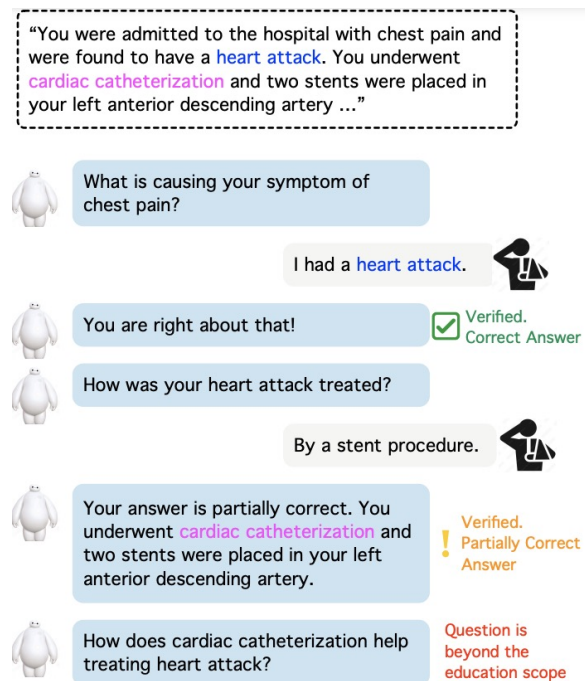 “You were admitted to the hospital with chest pain and
were found to have a heart attack. You underwent
cardiac catheterization and two stents were placed in
your left anterior descending artery ...”
What is causing your symptom of
chest pain?
I had a heart attack.
You are right about that!
Verified.
Correct Answer
How was your heart attack treated?
By a stent procedure.
Your answer is partially correct. You
underwent cardiac catheterization and
two stents were placed in your left
anterior descending artery.
Verified.
Partially Correct
Answer
How does cardiac catheterization help
treating heart attack?
Question is
beyond the
education scope